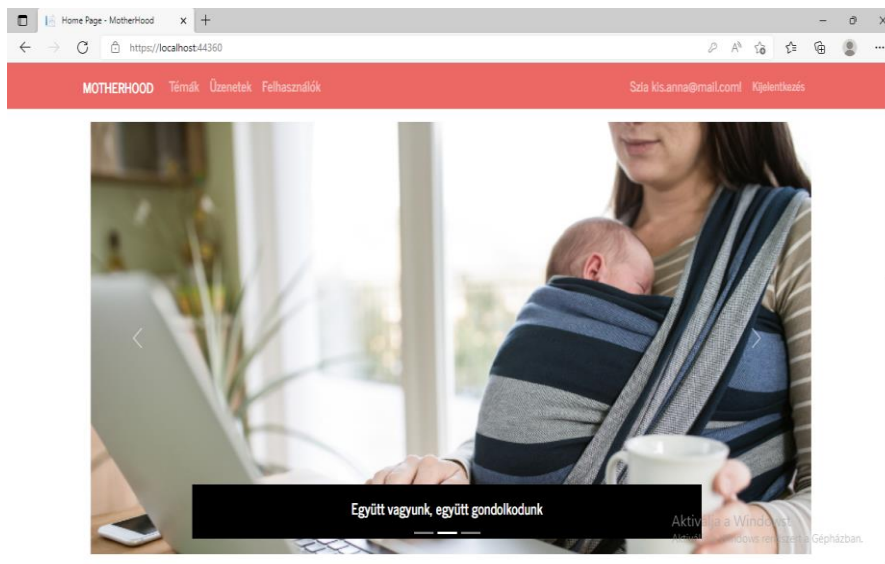 Home Page - MotherHood
https://localhost:44360
MOTHERHOOD Témák Üzenetek Felhasználók Szia kis.anna@mail.com! Kijelentkezés
Együtt vagyunk, együtt gondolkodunk
Aktiválja a Windowst
a Gépházban.